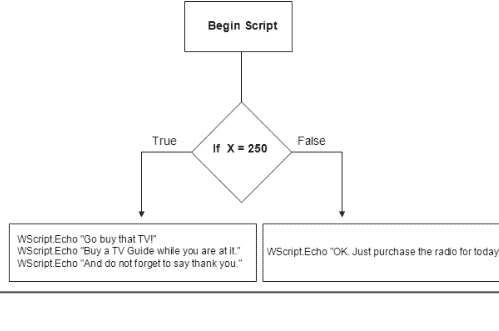 Begin Script
If X = 250
True
False
WScript.Echo "Go buy that TV!"
WScript.Echo "Buy a TV Guide while you are at it."
WScript.Echo "And do not forget to say thank you."
WScript.Echo "OK. Just purchase the radio for today